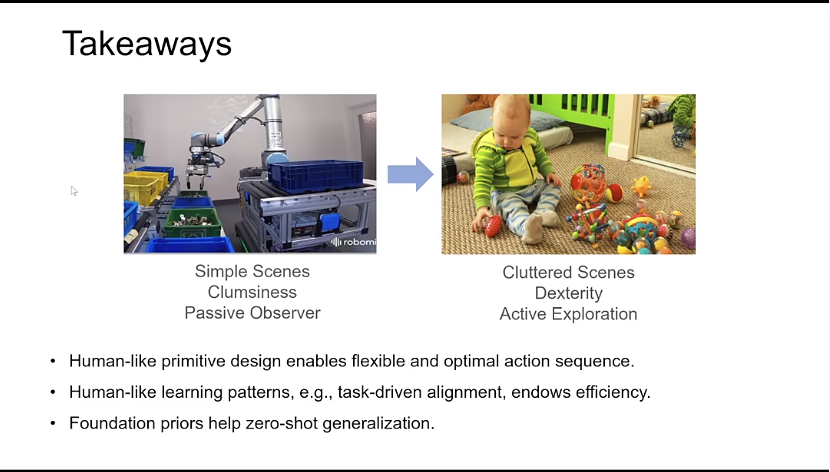 Takeaways
robomi
Simple Scenes
Clumsiness
Passive Observer
Cluttered Scenes
Dexterity
Active Exploration
• Human-like primitive design enables flexible and optimal action sequence.
• Human-like learning patterns, e.g., task-driven alignment, endows efficiency.
• Foundation priors help zero-shot generalization.